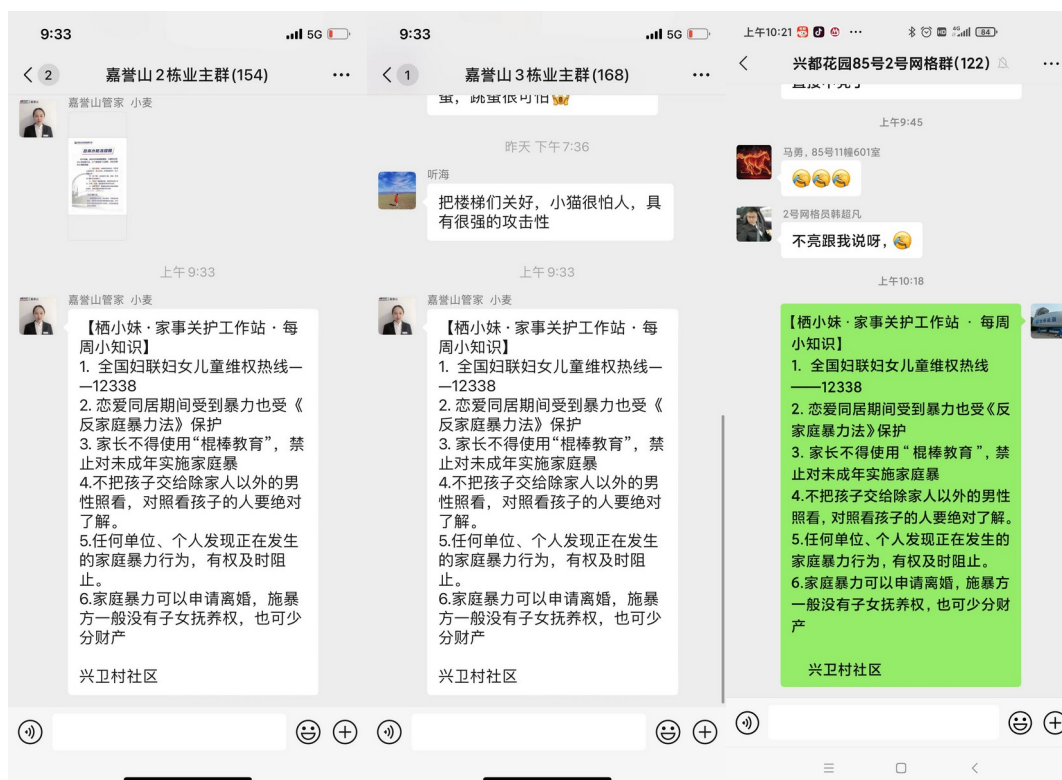 9:33
5G
2
嘉誉山2栋业主群(154)
嘉誉山管家 小麦
上午 9:33
嘉誉山管家 小麦
【栖小妹·家事关护工作站·每
周小知识】
1. 全国妇联妇女儿童维权热线—
—12338
2. 恋爱同居期间受到暴力也受《
反家庭暴力法》保护
3. 家长不得使用“棍棒教育”，禁
止对未成年实施家庭暴
4.不把孩子交给除家人以外的男
性照看，对照看孩子的人要绝对
了解。
5.任何单位、个人发现正在发生
的家庭暴力行为，有权及时阻
止。
6.家庭暴力可以申请离婚，施暴
方一般没有子女抚养权，也可少
分财产
兴卫村社区
9:33
5G
1
嘉誉山3栋业主群(168)
蚤，跳蚤很可怕
昨天 下午7:36
听海
把楼梯们关好，小猫很怕人，具
有很强的攻击性
上午 9:33
嘉誉山管家 小麦
【栖小妹·家事关护工作站·每
周小知识】
1. 全国妇联妇女儿童维权热线—
—12338
2. 恋爱同居期间受到暴力也受《
反家庭暴力法》保护
3. 家长不得使用“棍棒教育”，禁
止对未成年实施家庭暴
4.不把孩子交给除家人以外的男
性照看，对照看孩子的人要绝对
了解。
5.任何单位、个人发现正在发生
的家庭暴力行为，有权及时阻
止。
6.家庭暴力可以申请离婚，施暴
方一般没有子女抚养权，也可少
分财产
兴卫村社区
上午10:21
84
兴都花园85号2号网格群(122)
直接不亮了
上午9:45
马勇，85号11幢601室
2号网格员韩超凡
不亮跟我说呀，
上午10:18
【栖小妹·家事关护工作站 · 每周
小知识】
1. 全国妇联妇女儿童维权热线
——12338
2. 恋爱同居期间受到暴力也受《反
家庭暴力法》保护
3. 家长不得使用“棍棒教育”，禁
止对未成年实施家庭暴
4.不把孩子交给除家人以外的男性
照看，对照看孩子的人要绝对了解。
5.任何单位、个人发现正在发生的
家庭暴力行为，有权及时阻止。
6.家庭暴力可以申请离婚，施暴方
一般没有子女抚养权，也可少分财
产
兴卫村社区